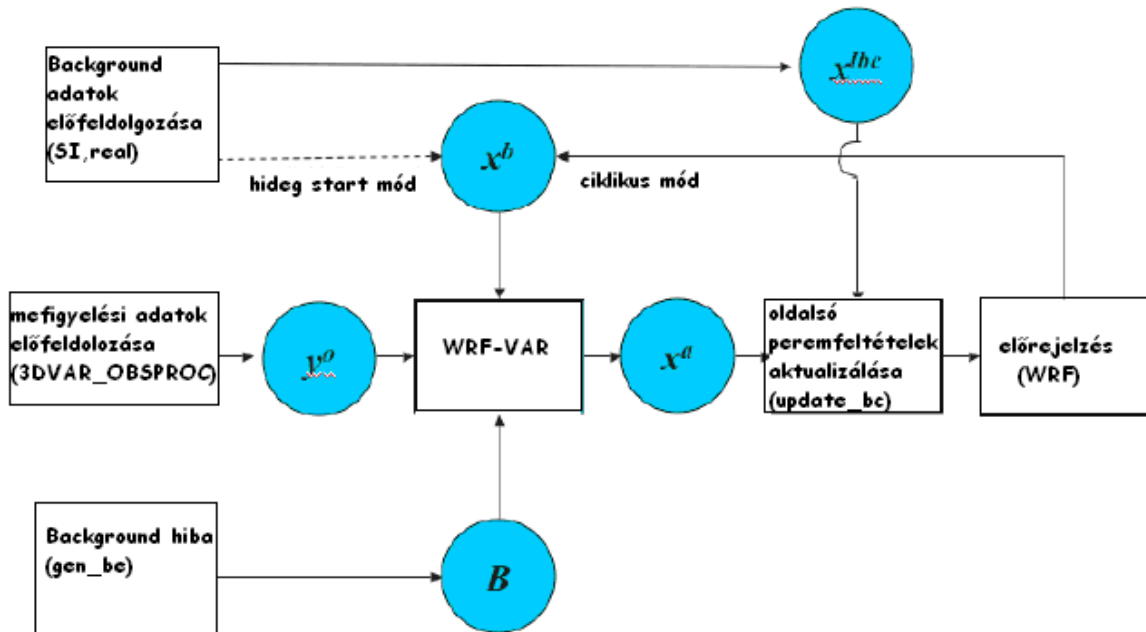 Background
adatok
előfeldolgozása
(SI,real)
x^lbc
x^b
hideg start mód
ciklikus mód
mefigyelési adatok
előfeldolozása
(3DVAR_OBSPROC)
y^o
WRF-VAR
x^a
oldalsó
peremfeltételek
aktualizálása
(update_bc)
előrejelzés
(WRF)
Background hiba
(gen_be)
B